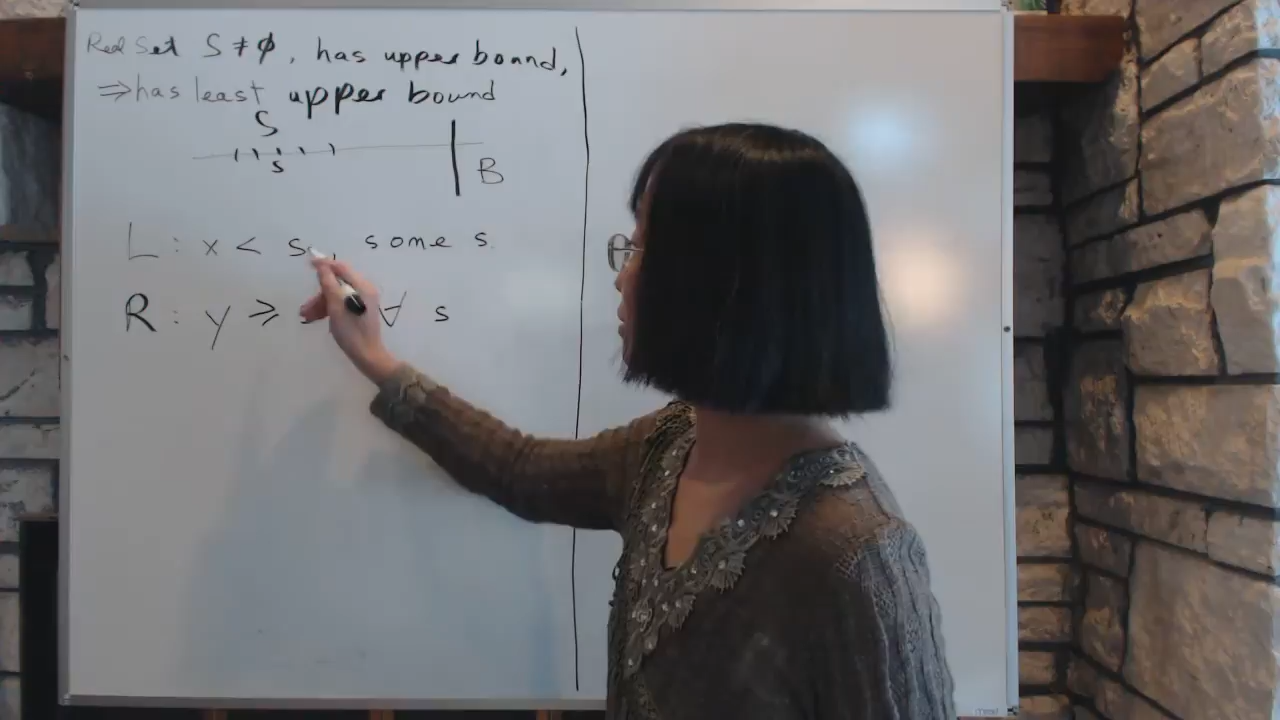 Real Set S ≠ ∅, has upper bound,
⇒ has least upper bound
S
s
B
L: x < s, some s.
R: y ≥ ∀ s